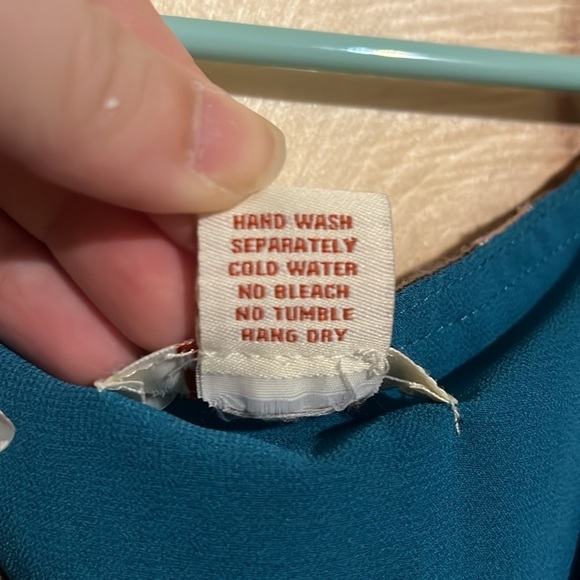 HAND WASH
SEPARATELY
COLD WATER
NO BLEACH
NO TUMBLE
HANG DRY